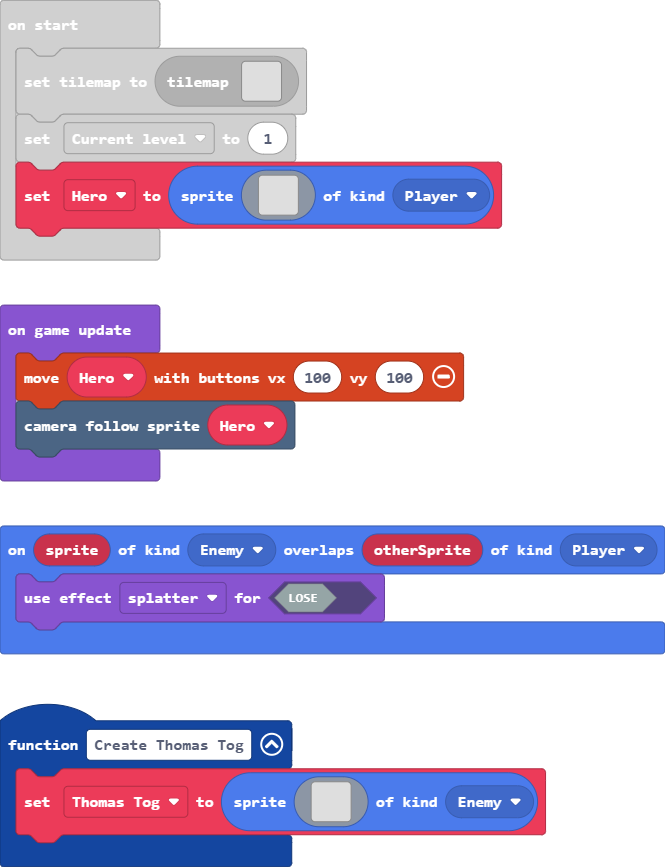 on start
set tilemap to tilemap
set Current level to 1
set Hero to sprite of kind Player
on game update
move Hero with buttons vx 100 vy 100
camera follow sprite Hero
on sprite of kind Enemy overlaps otherSprite of kind Player
use effect splatter for LOSE
function Create Thomas Tog
set Thomas Tog to sprite of kind Enemy